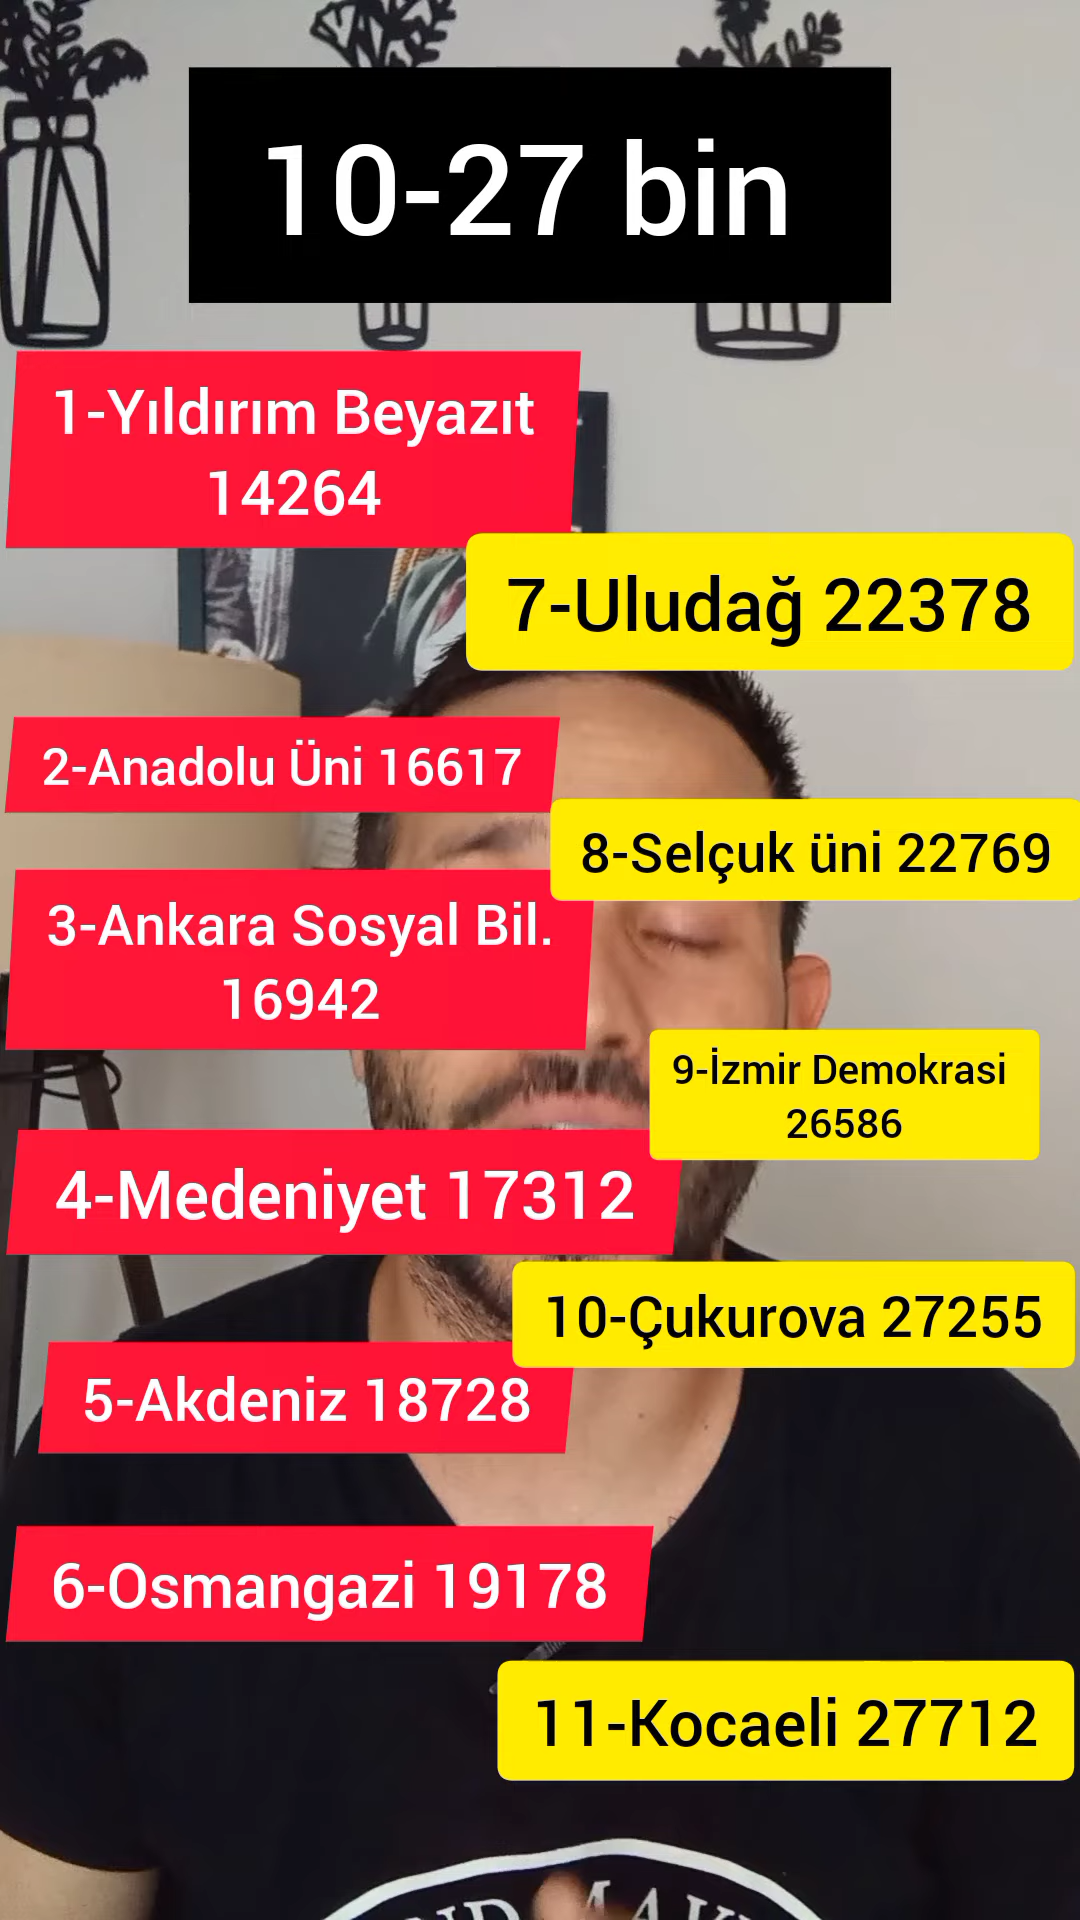 10-27 bin
1-Yıldırım Beyazıt
14264
7-Uludağ 22378
2-Anadolu Üni 16617
8-Selçuk üni 22769
3-Ankara Sosyal Bil.
16942
9-İzmir Demokrasi
26586
4-Medeniyet 17312
10-Çukurova 27255
5-Akdeniz 18728
6-Osmangazi 19178
11-Kocaeli 27712